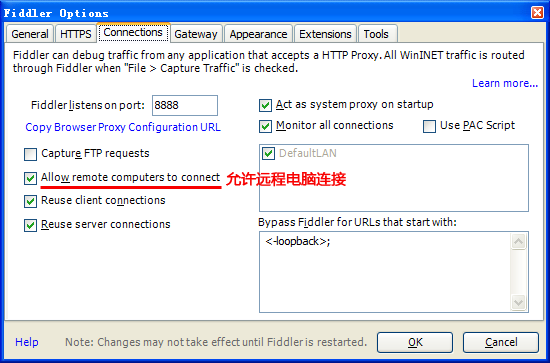 Fiddler Options
General
HTTPS
Connections
Gateway
Appearance
Extensions
Tools
Fiddler can debug traffic from any application that accepts a HTTP Proxy. All WinINET traffic is routed
through Fiddler when "File > Capture Traffic" is checked.
Learn more...
Fiddler listens on port: 8888
Copy Browser Proxy Configuration URL
Capture FTP requests
Allow remote computers to connect 允许远程电脑连接
Reuse client connections
Reuse server connections
Act as system proxy on startup
Monitor all connections
Use PAC Script
DefaultLAN
Bypass Fiddler for URLs that start with:
<-loopback>;
Help
Note: Changes may not take effect until Fiddler is restarted.
OK
Cancel